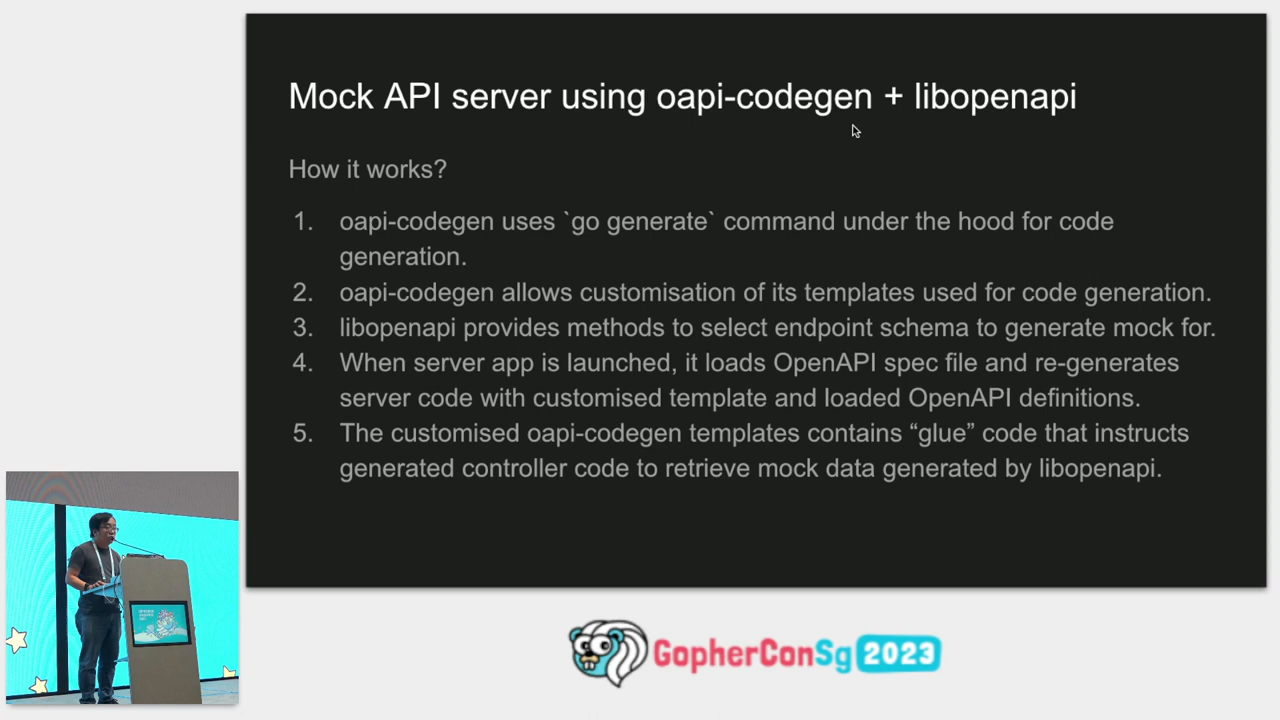 Mock API server using oapi-codegen + libopenapi
How it works?
1. oapi-codegen uses `go generate` command under the hood for code
generation.
2. oapi-codegen allows customisation of its templates used for code generation.
3. libopenapi provides methods to select endpoint schema to generate mock for.
4. When server app is launched, it loads OpenAPI spec file and re-generates
server code with customised template and loaded OpenAPI definitions.
5. The customised oapi-codegen templates contains “glue” code that instructs
generated controller code to retrieve mock data generated by libopenapi.
GopherConSg 2023